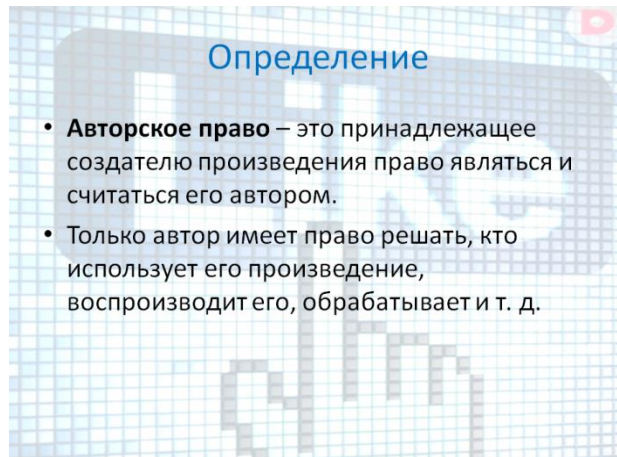 Определение
• Авторское право – это принадлежащее
создателю произведения право являться и
считаться его автором.
• Только автор имеет право решать, кто
использует его произведение,
воспроизводит его, обрабатывает и т. д.
Like